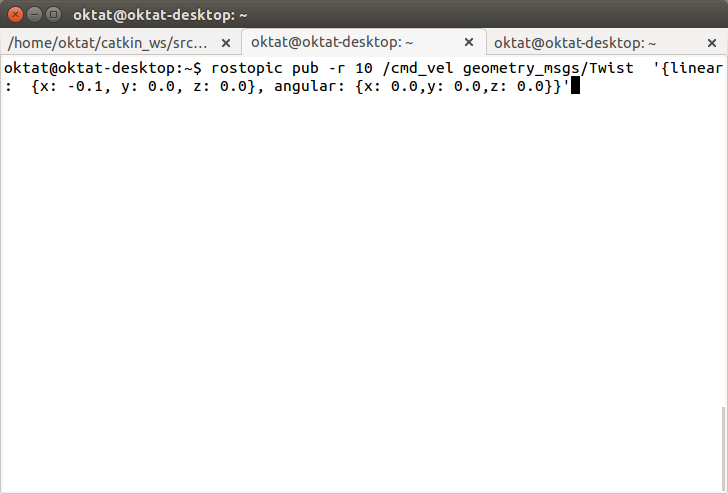 oktat@oktat-desktop: ~
/home/oktat/catkin_ws/src... × oktat@oktat-desktop: ~ × oktat@oktat-desktop: ~ ×
oktat@oktat-desktop:~$ rostopic pub -r 10 /cmd_vel geometry_msgs/Twist  '{linear
:  {x: -0.1, y: 0.0, z: 0.0}, angular: {x: 0.0,y: 0.0,z: 0.0}}'